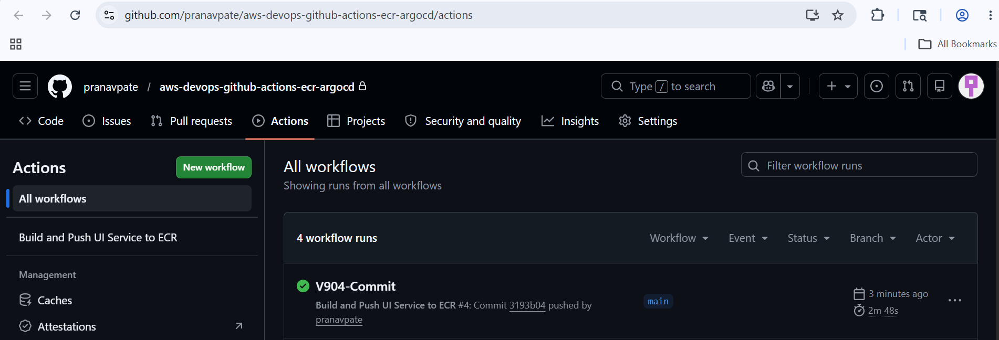 github.com/pranavpate/aws-devops-github-actions-ecr-argocd/actions
All Bookmarks
pranavpate / aws-devops-github-actions-ecr-argocd
Type / to search
Code Issues Pull requests Actions Projects Security and quality Insights Settings
Actions
New workflow
All workflows
Build and Push UI Service to ECR
Management
Caches
Attestations
All workflows
Showing runs from all workflows
Filter workflow runs
4 workflow runs
Workflow Event Status Branch Actor
V904-Commit
Build and Push UI Service to ECR #4: Commit 3193b04 pushed by
pranavpate
main
3 minutes ago
2m 48s